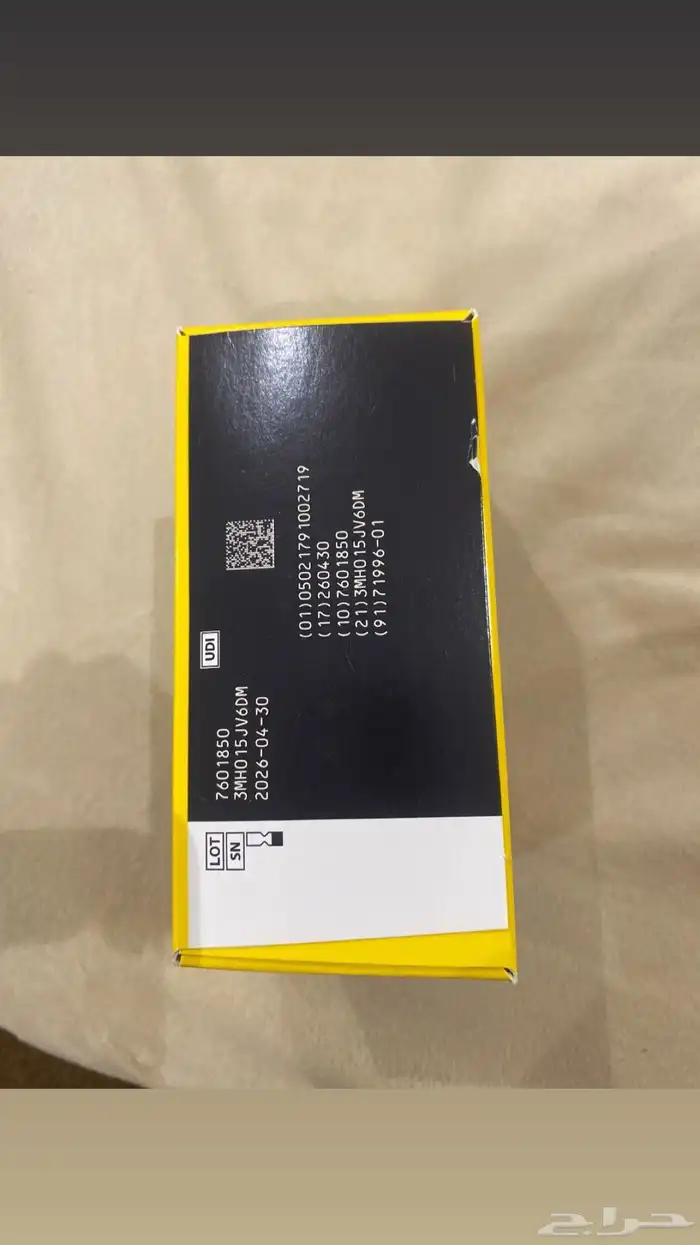 LOT 7601850
SN 3MH015JV6DM
2026-04-30
UDI
(01)05021791002719
(17)260430
(10)7601850
(21)3MH015JV6DM
(91)71996-01
حراج